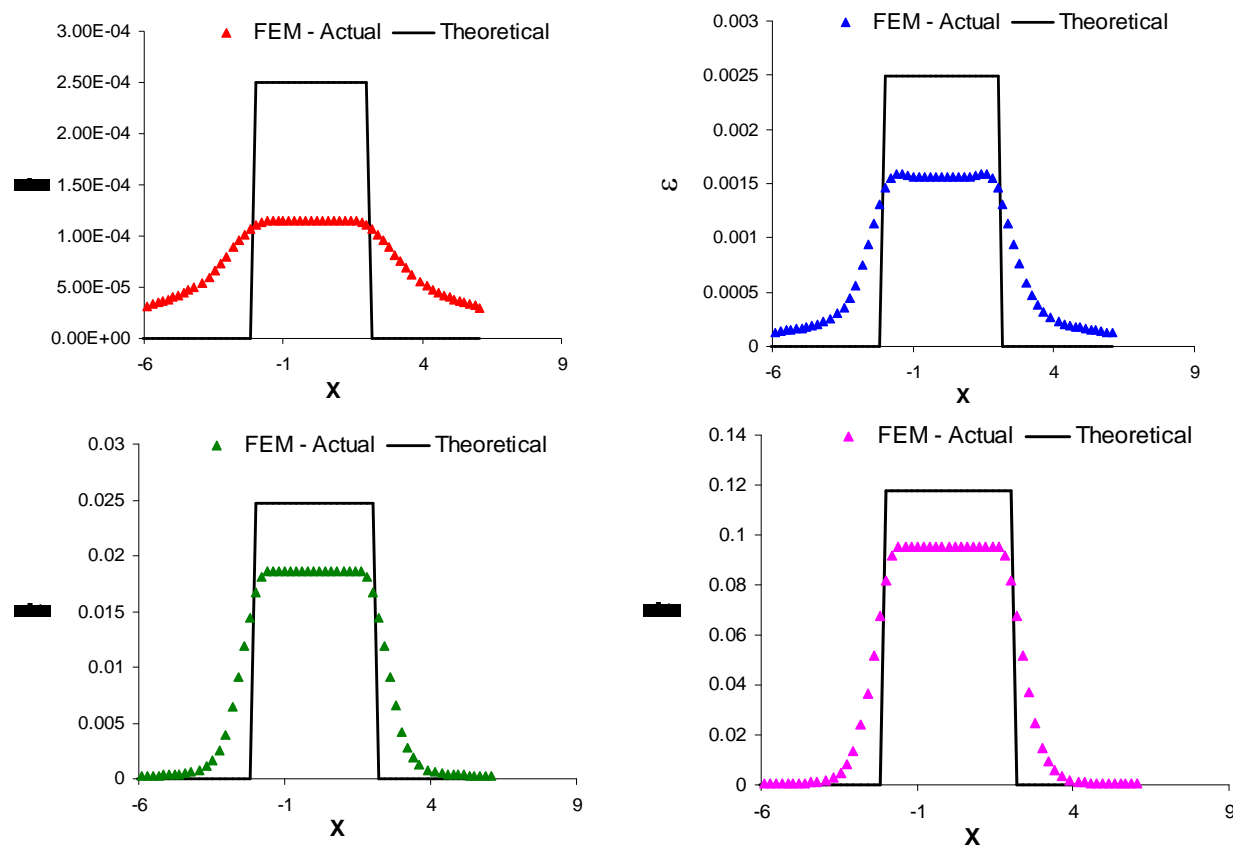 FEM - Actual Theoretical
3.00E-04
2.50E-04
2.00E-04
1.50E-04
1.00E-04
5.00E-05
0.00E+00
-6 -1 4 9
X
FEM - Actual Theoretical
0.003
0.0025
0.002
0.0015
0.001
0.0005
0
ε
-6 -1 4 9
X
FEM - Actual Theoretical
0.03
0.025
0.02
0.015
0.01
0.005
0
-6 -1 4 9
X
FEM - Actual Theoretical
0.14
0.12
0.1
0.08
0.06
0.04
0.02
0
-6 -1 4 9
X